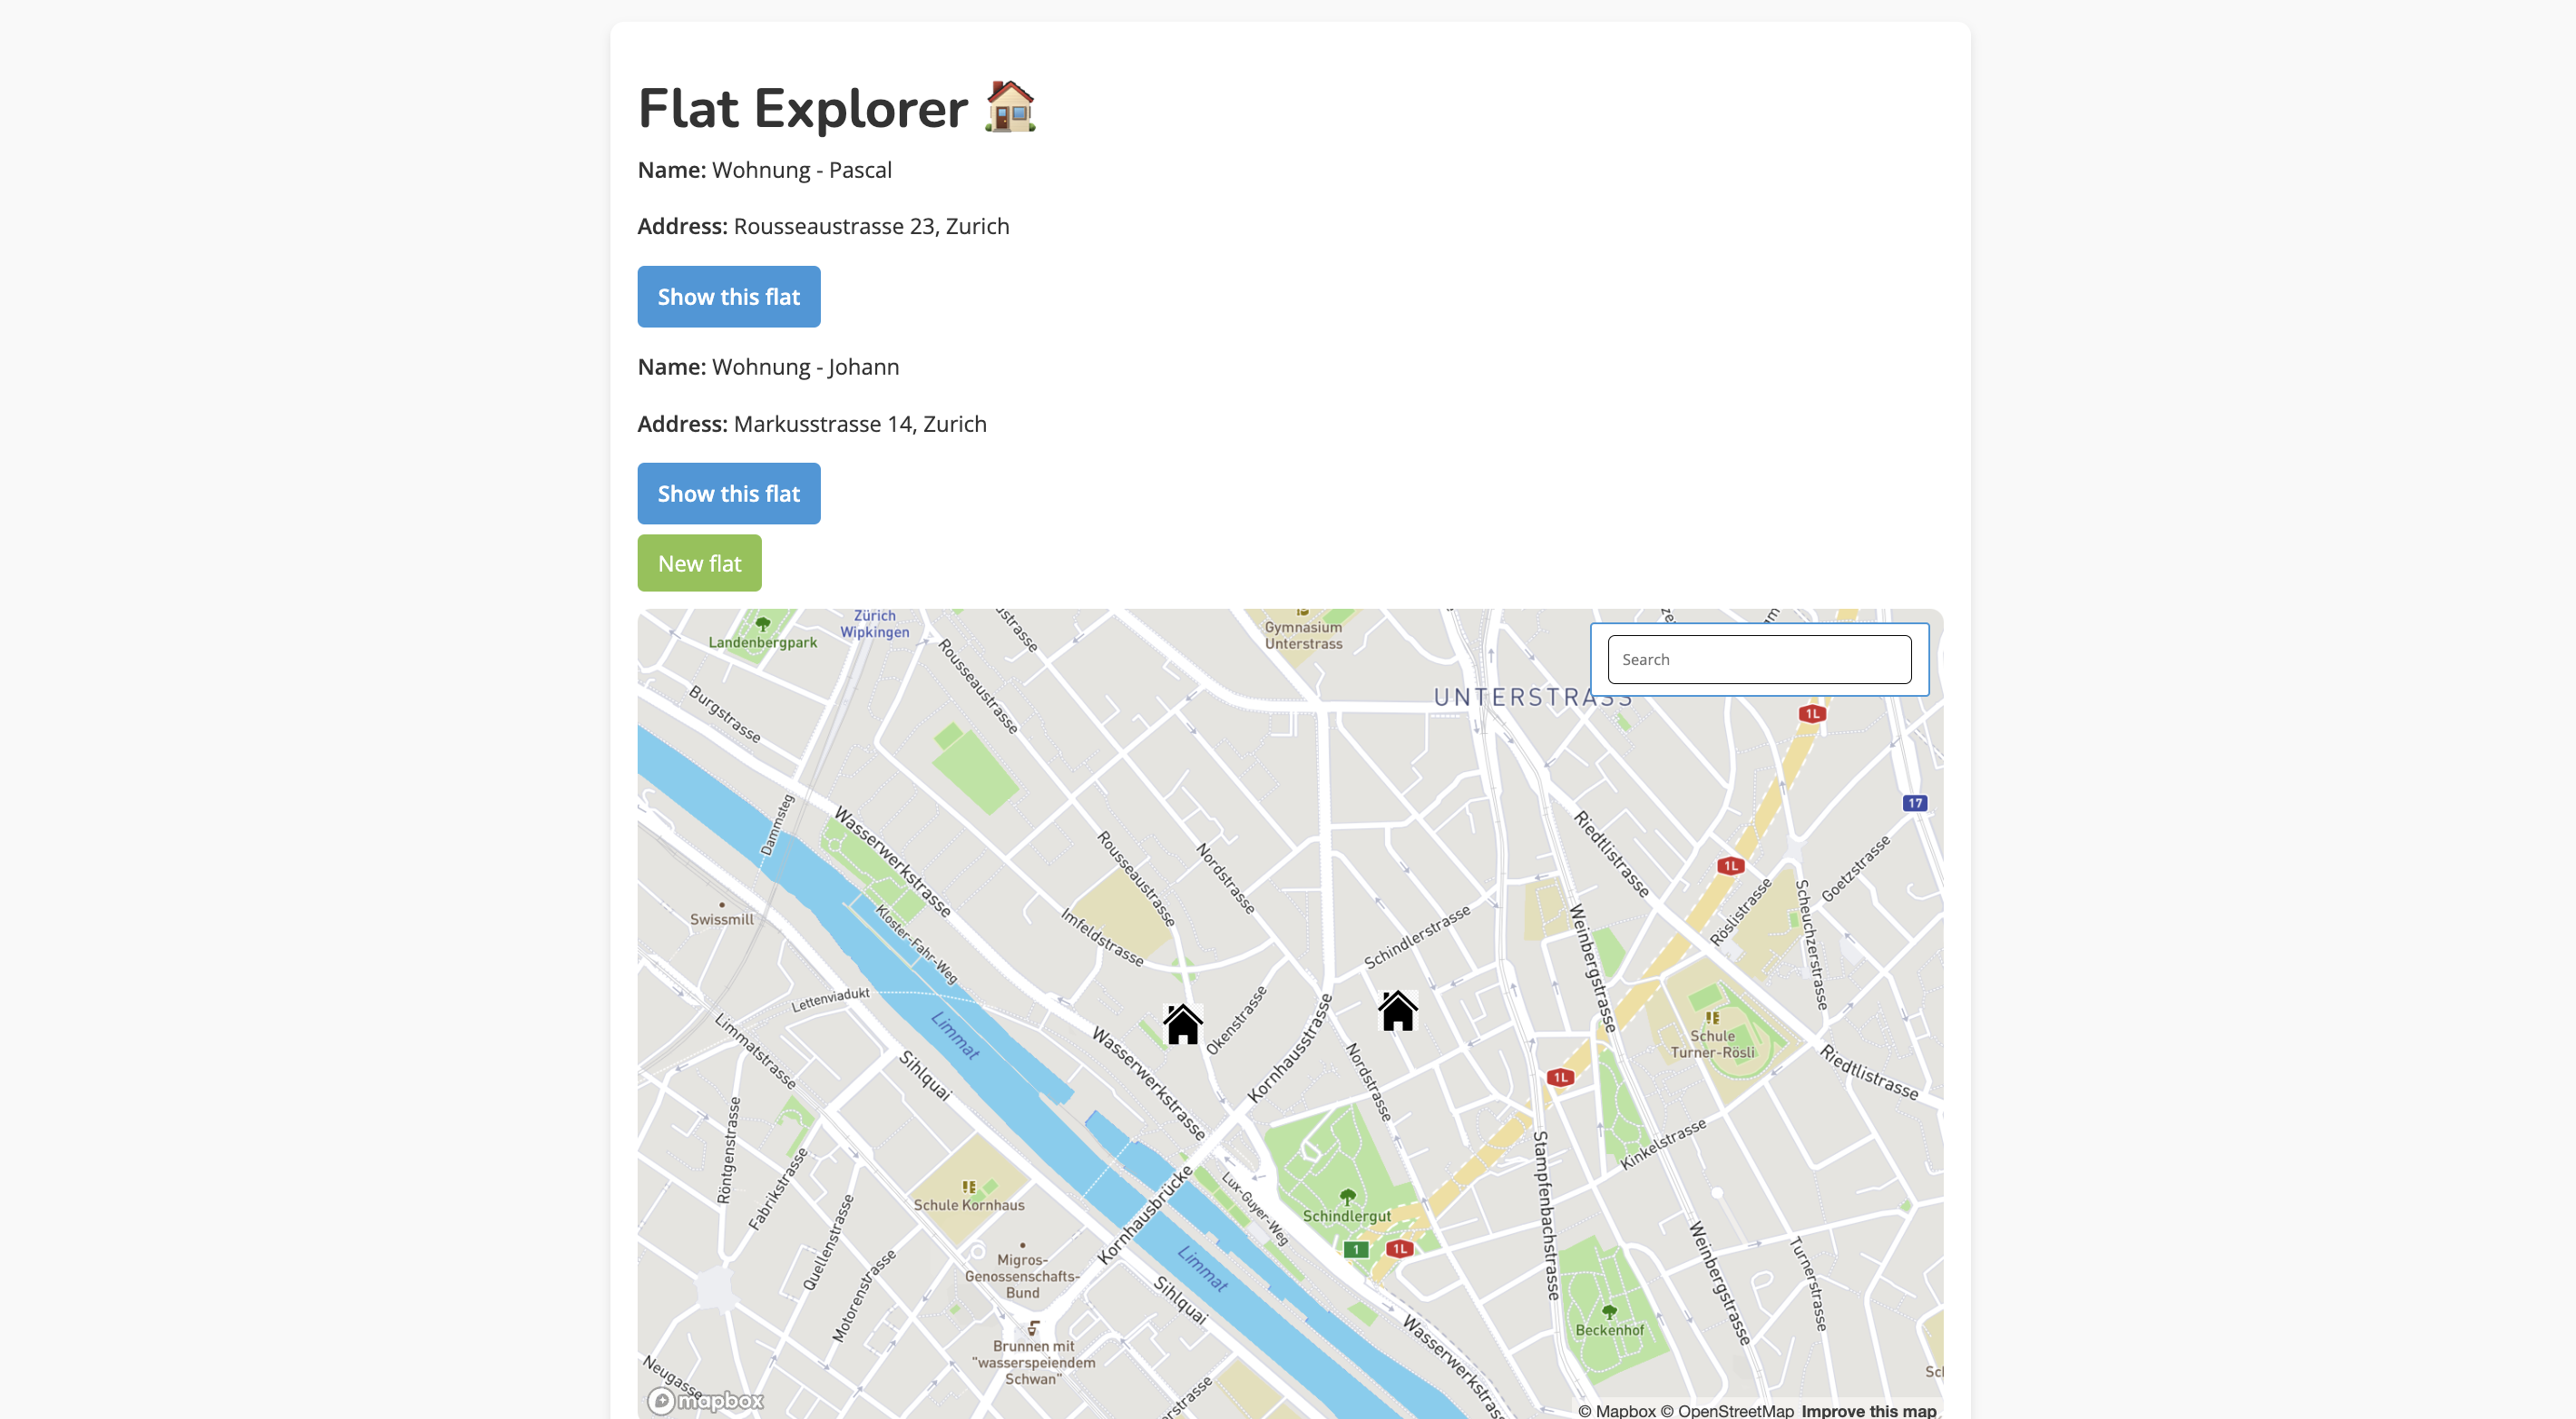 Flat Explorer
Name: Wohnung - Pascal
Address: Rousseaustrasse 23, Zurich
Show this flat
Name: Wohnung - Johann
Address: Markusstrasse 14, Zurich
Show this flat
New flat
Search
Landenbergpark
Zürich
Wipkingen
Gymnasium
Unterstrass
UNTERSTRASS
Rousseaustrasse
Burgstrasse
1L
17
Dammsteg
Wasserwerkstrasse
Riedtlistrasse
1L
Goetzstrasse
Rousseaustrasse
Nordstrasse
Swissmill
Kloster-Fahr-Weg
Imfeldstrasse
Schindlerstrasse
Weinbergstrasse
Röslistrasse
Scheuchzerstrasse
Lettenviadukt
Limmat
Limmatstrasse
Sihlquai
Wasserwerkstrasse
Okenstrasse
Kornhausstrasse
Nordstrasse
Schule
Turner-Rösli
Riedtlistrasse
1L
Röntgenstrasse
Fabrikstrasse
Quellenstrasse
Motorenstrasse
Schule Kornhaus
Kornhausbrücke
Lux-Guyer-Weg
Schindlergut
1
1L
Stampfenbachstrasse
Kinkelstrasse
Weinbergstrasse
Turnerstrasse
Migros-
Genossenschafts-
Bund
Limmat
Sihlquai
Brunnen mit
"wasserspeiendem
Schwan"
Wasserwerkstrasse
Beckenhof
Neugasse
mapbox
© Mapbox © OpenStreetMap Improve this map